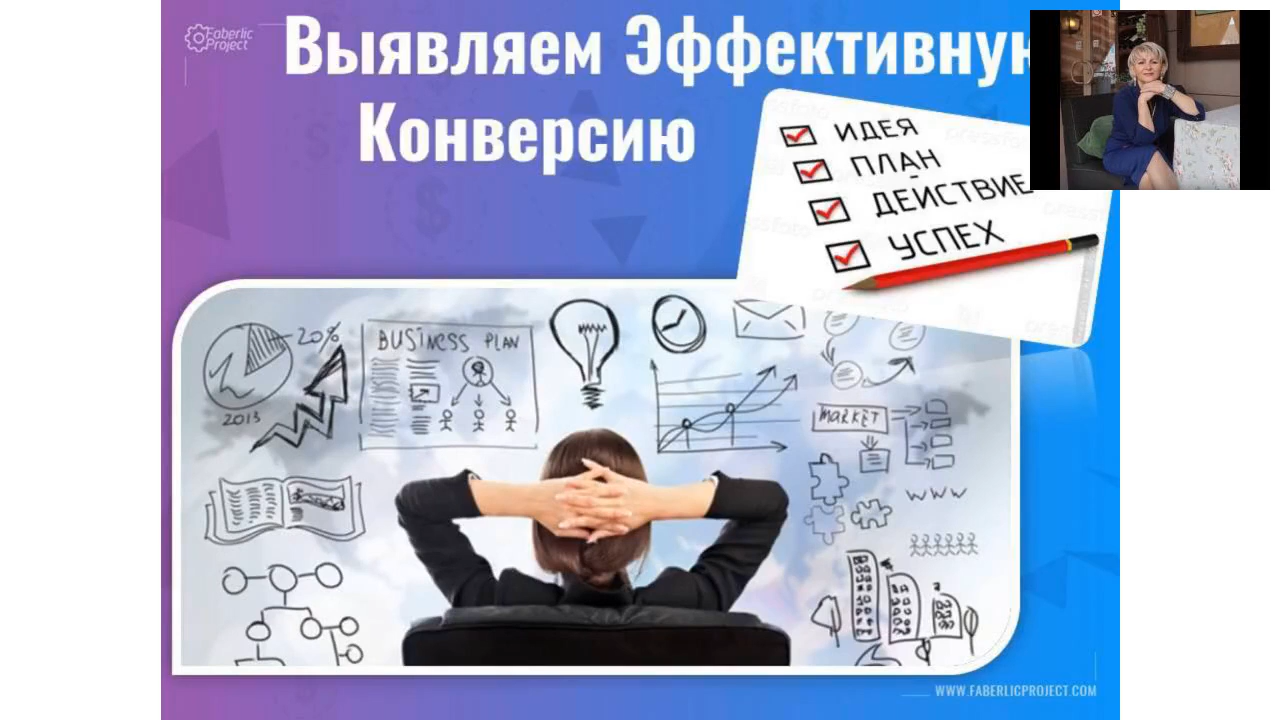 Faberlic
Project
Выявляем Эффективную
Конверсию
ИДЕЯ
ПЛАН
ДЕЙСТВИЕ
УСПЕХ
20%
2013
BUSINESS PLAN
MARKET
WWW
WWW.FABERLICPROJECT.COM